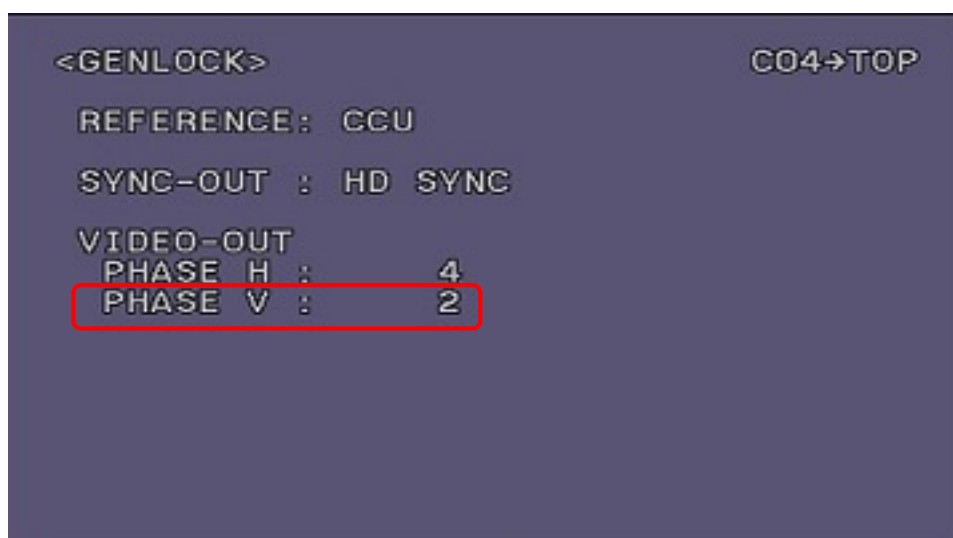 <GENLOCK> CO4→TOP
REFERENCE: CCU
SYNC-OUT : HD SYNC
VIDEO-OUT
PHASE H : 4
PHASE V : 2